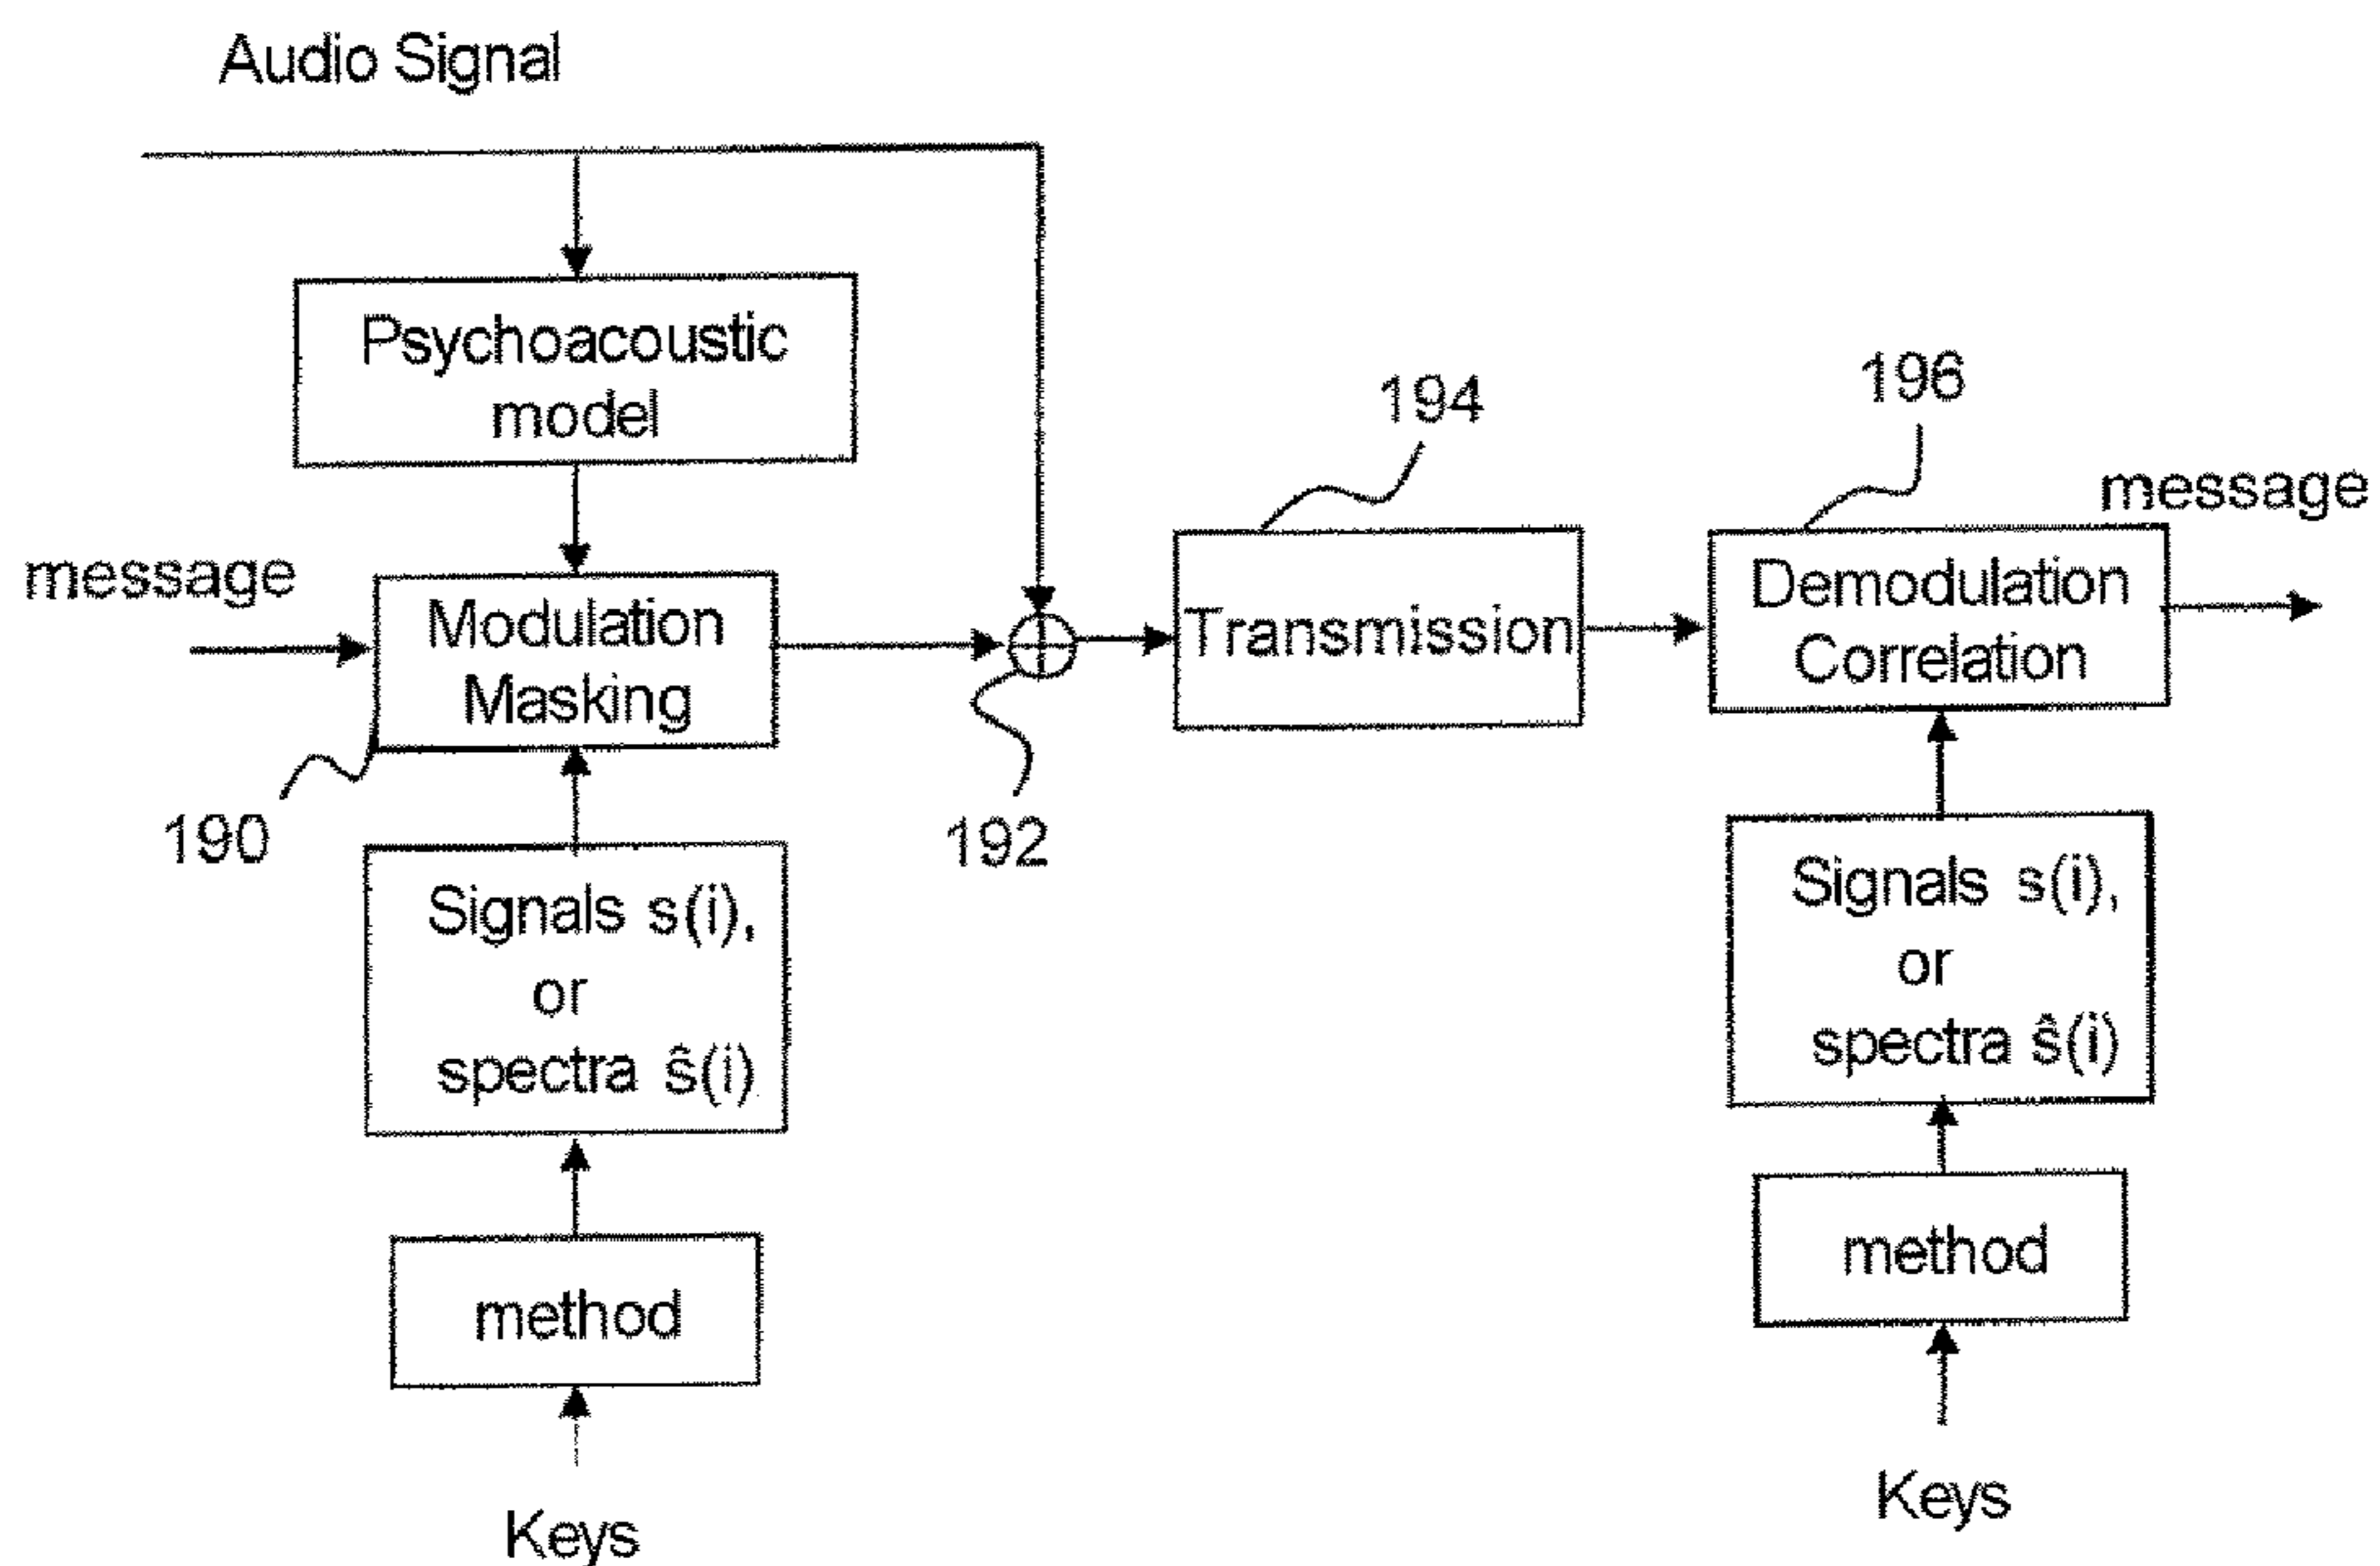 Audio Signal
Psychoacoustic
model
message
Modulation
Masking
190
192
194
Transmission
196
message
Demodulation
Correlation
Signals s(i),
or
spectra ŝ(i)
method
Keys
Signals s(i),
or
spectra ŝ(i)
method
Keys